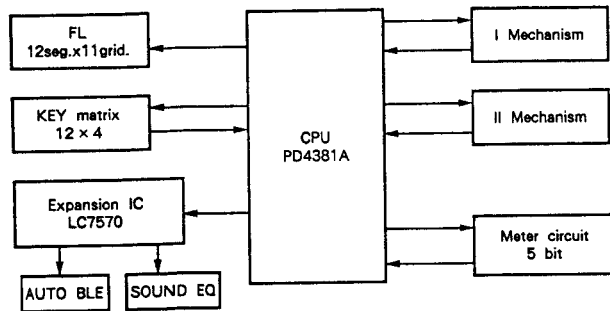 FL
12seg.x11grid.
KEY matrix
12 × 4
Expansion IC
LC7570
AUTO BLE
SOUND EQ
CPU
PD4381A
I Mechanism
II Mechanism
Meter circuit
5 bit